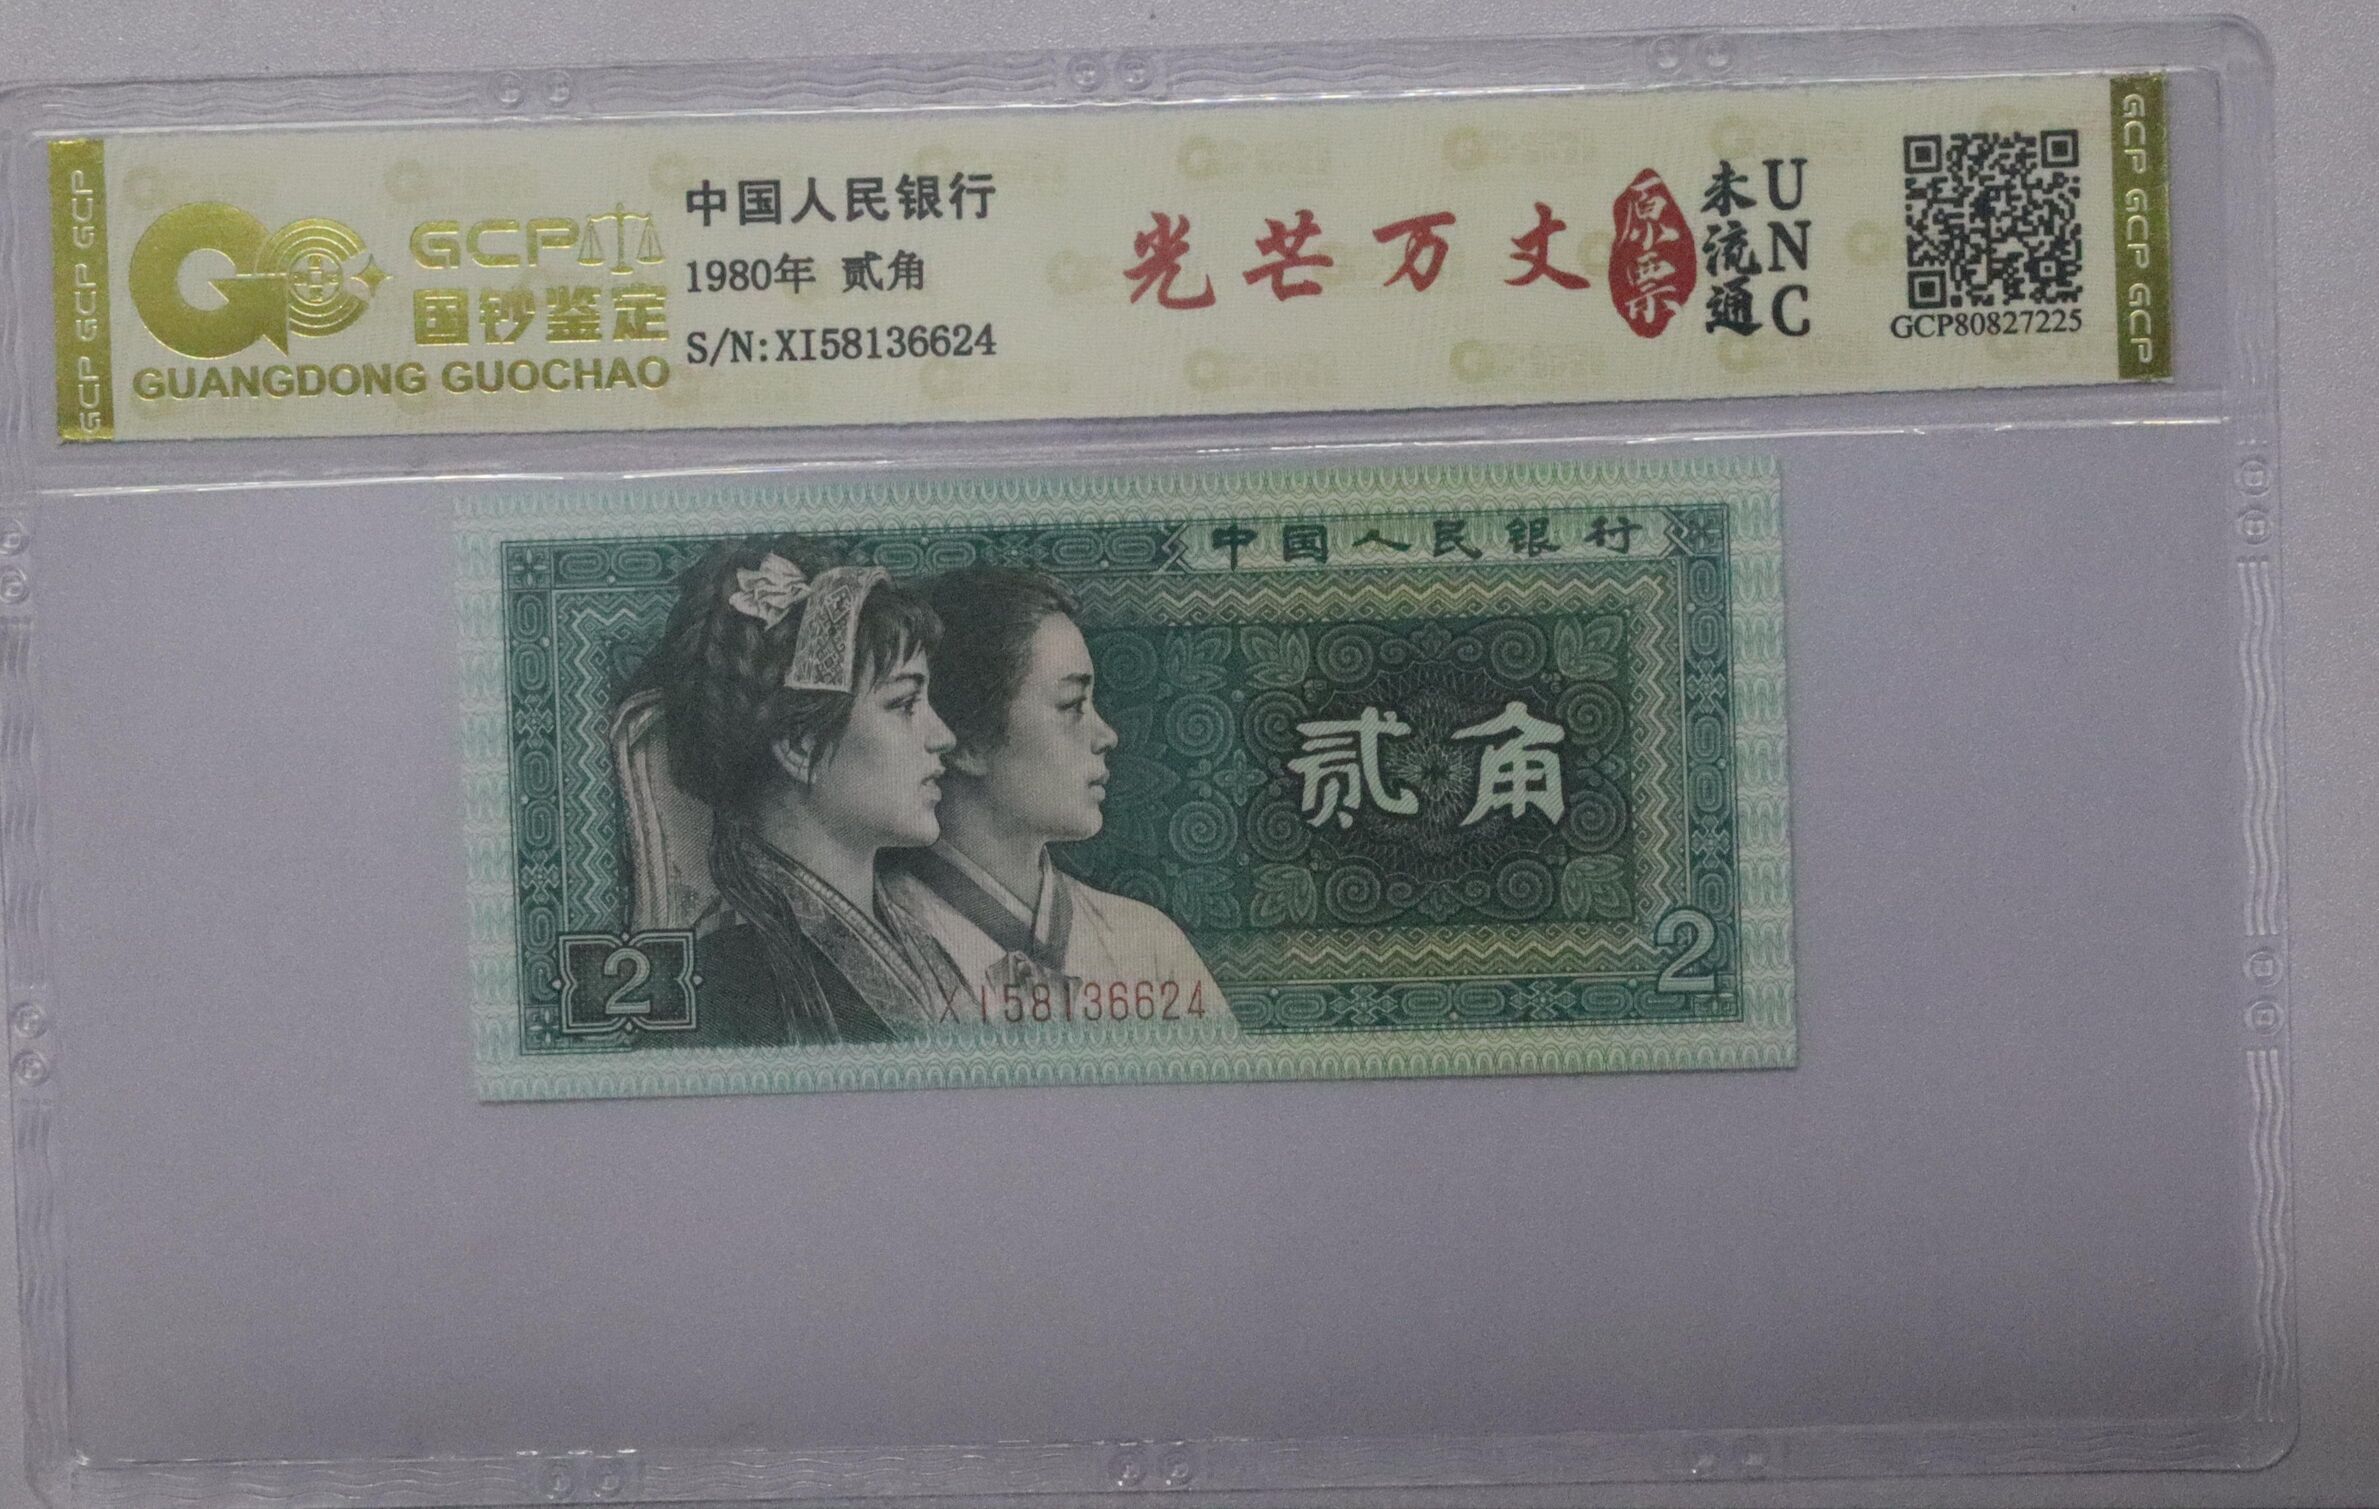 GCP GCP GCP
GCP
国钞鉴定
GUANGDONG GUOCHAO
中国人民银行
1980年 贰角
S/N:XI58136624
光芒万丈
原票
未流通
UNC
GCP80827225
GCP GCP GCP
中国人民银行
贰角
2
XI58136624
2